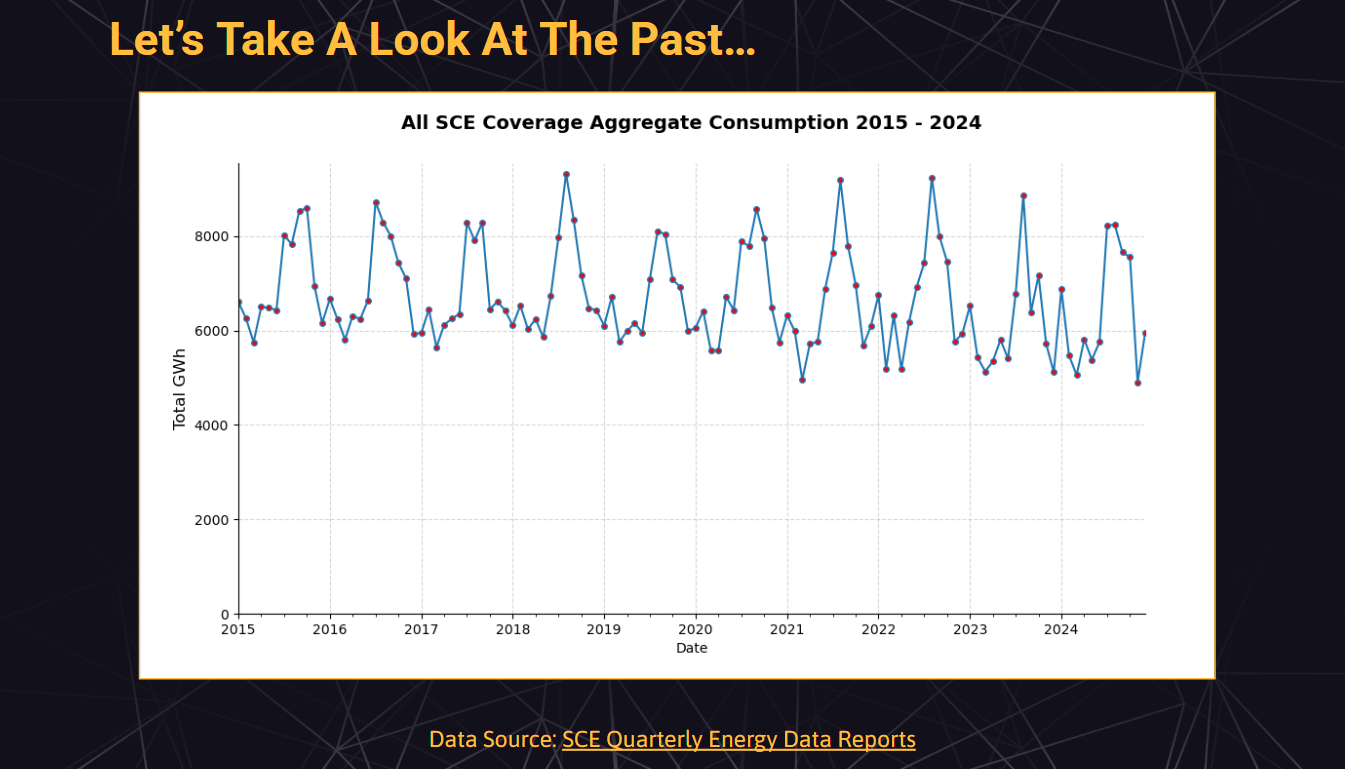 Let’s Take A Look At The Past...
All SCE Coverage Aggregate Consumption 2015 - 2024
Total GWh
8000
6000
4000
2000
0
2015 2016 2017 2018 2019 2020 2021 2022 2023 2024
Date
Data Source: SCE Quarterly Energy Data Reports